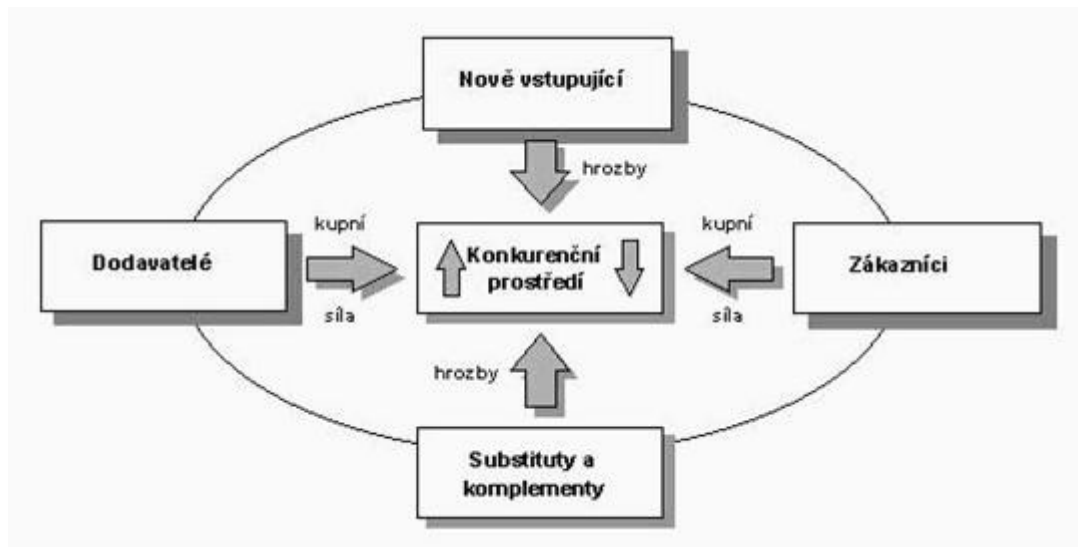 Nově vstupující
hrozby
kupní
síla
Dodavatelé
Konkurenční
prostředí
kupní
síla
Zákazníci
hrozby
Substituty a
komplementy